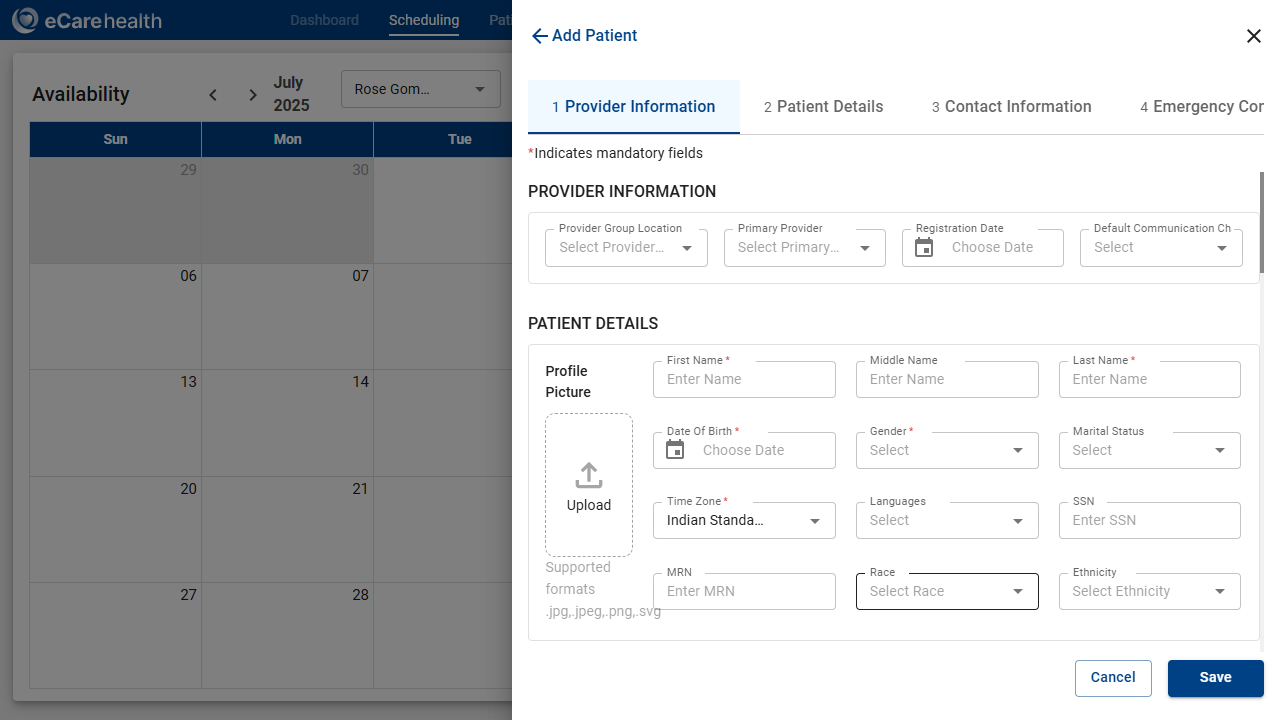 eCarehealth
Dashboard
Scheduling
Availability
July
2025
Rose Gom…
Sun
Mon
Tue
29
30
06
07
13
14
20
21
27
28
Add Patient
1 Provider Information
2 Patient Details
3 Contact Information
*Indicates mandatory fields
PROVIDER INFORMATION
Provider Group Location
Select Provider…
Primary Provider
Select Primary…
Registration Date
Choose Date
Default Communication
Select
PATIENT DETAILS
Profile
Picture
Upload
Supported
formats
.jpg,.jpeg,.png,.svg
First Name *
Enter Name
Middle Name
Enter Name
Last Name *
Enter Name
Date Of Birth *
Choose Date
Gender *
Select
Marital Status
Select
Time Zone *
Indian Standa…
Languages
Select
SSN
Enter SSN
MRN
Enter MRN
Race
Select Race
Ethnicity
Select Ethnicity
Cancel
Save
4 Emergency